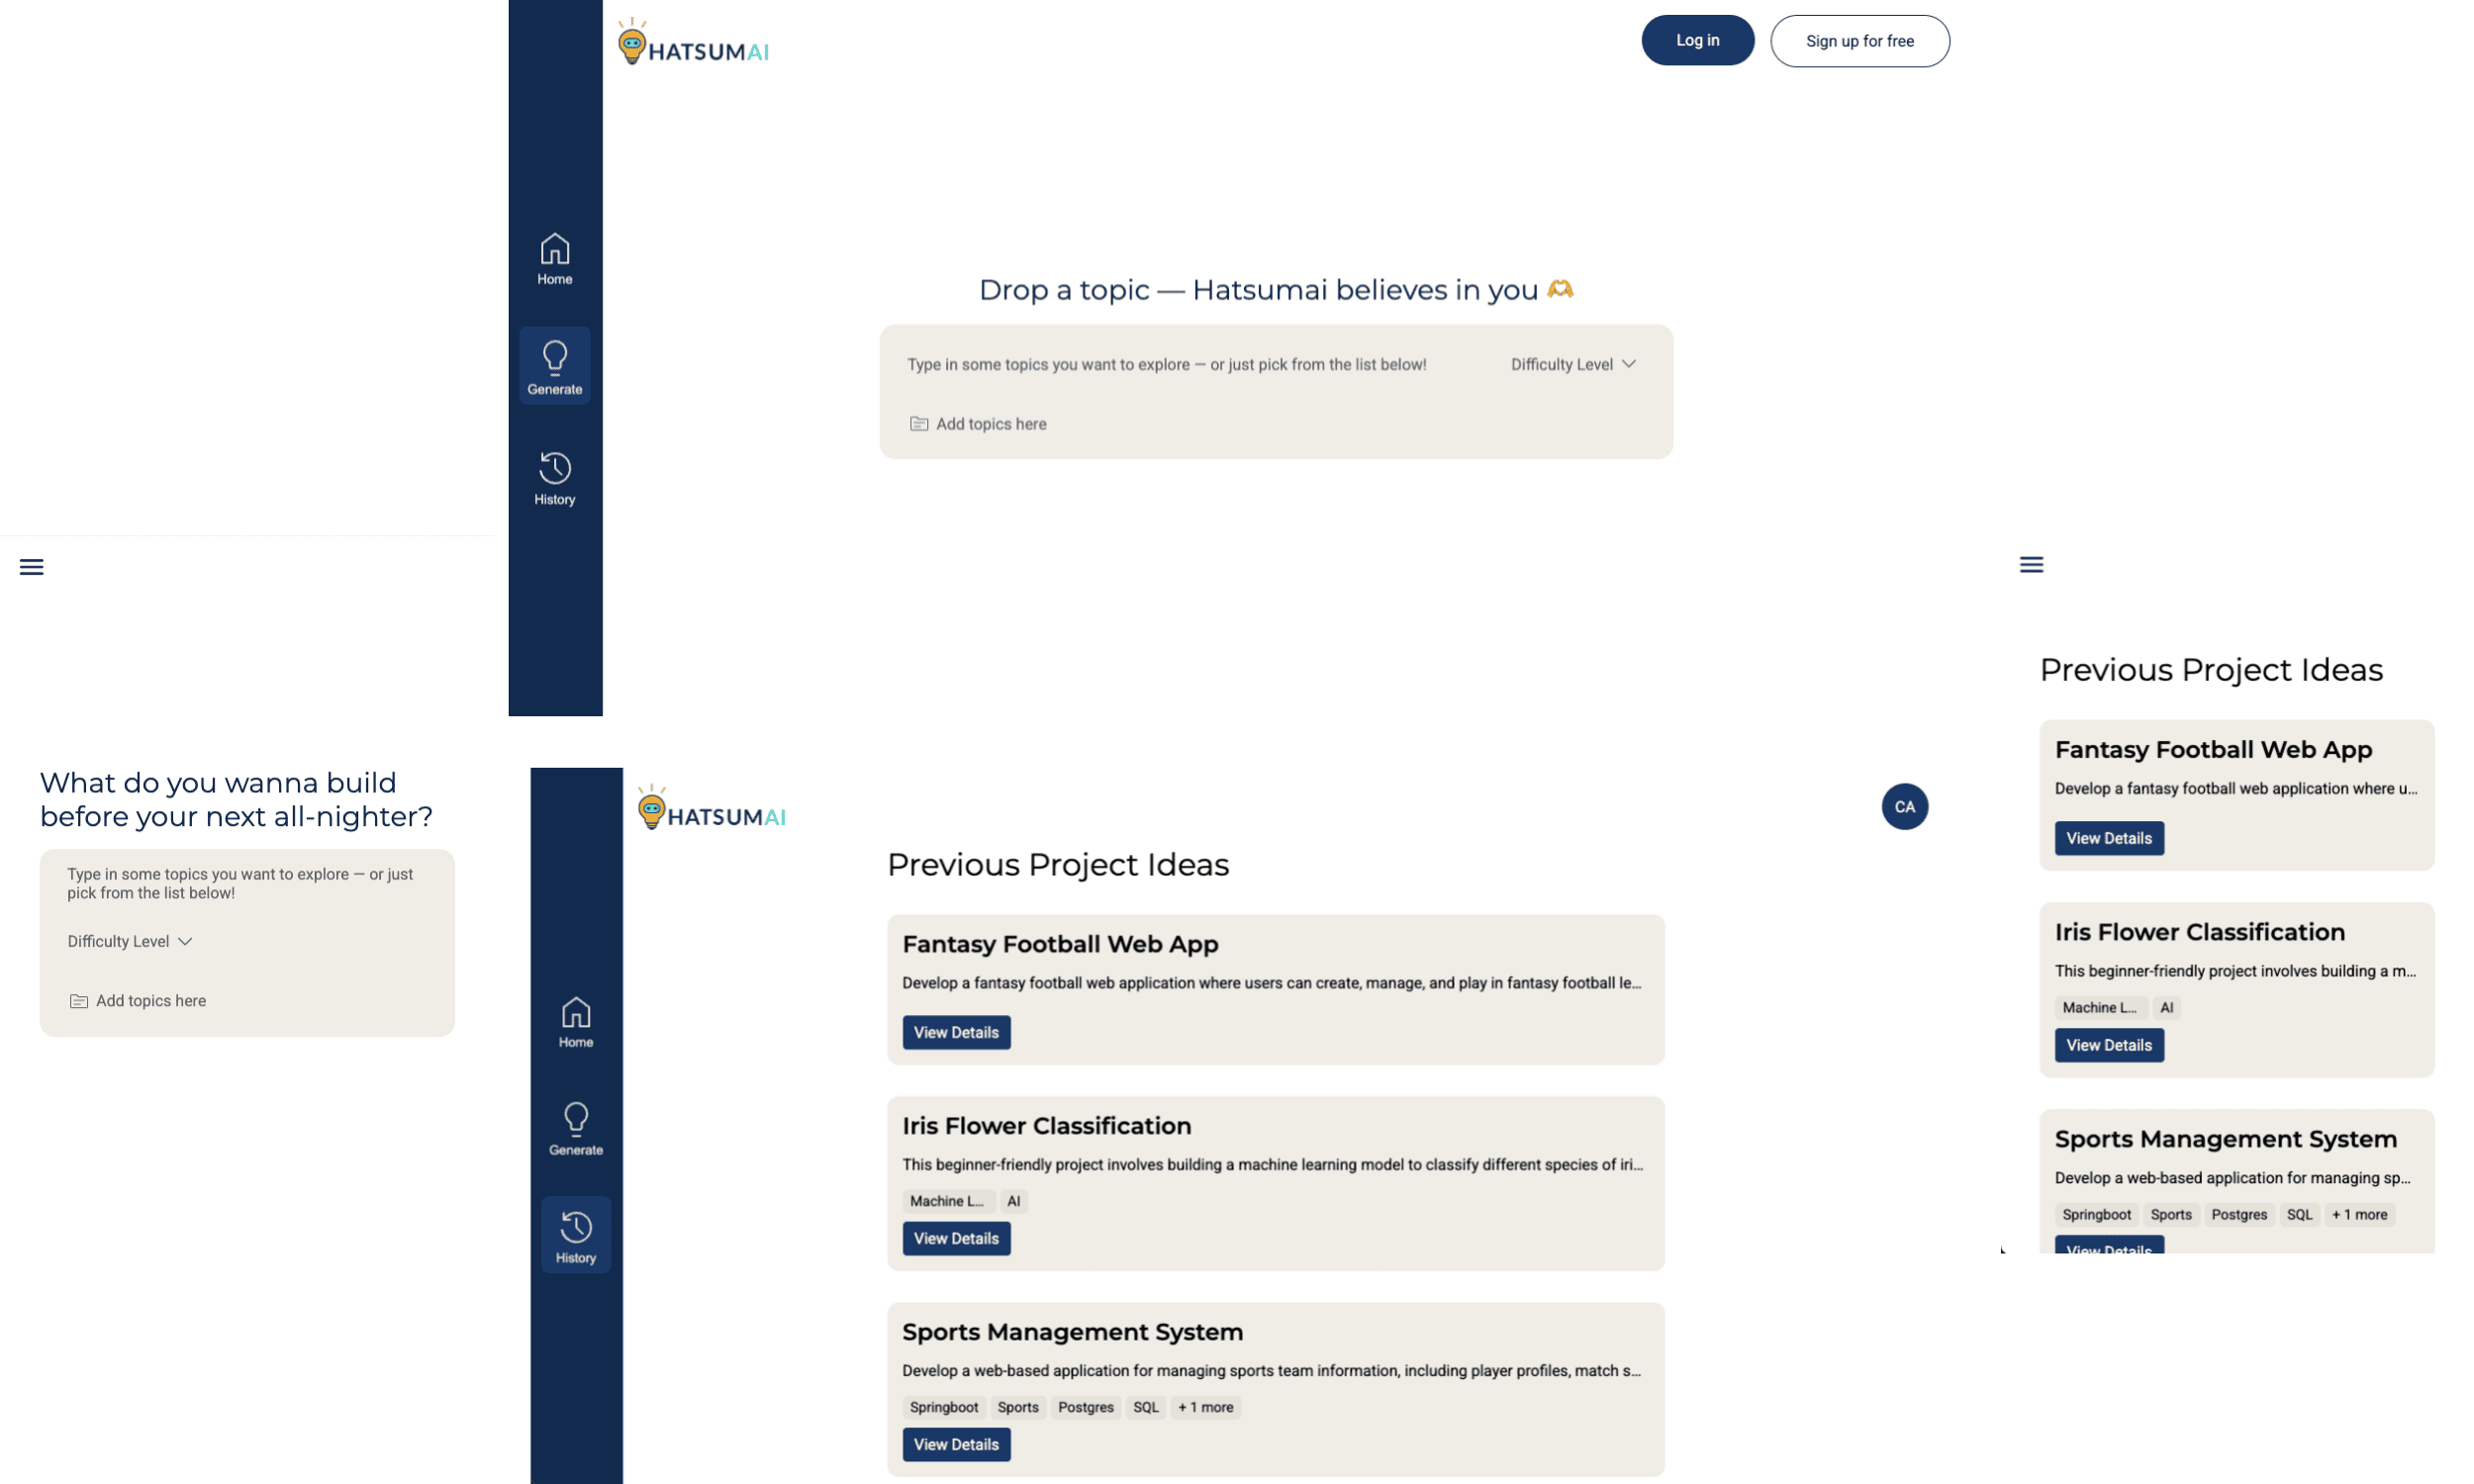 HATSUMAI
Log in
Sign up for free
Home
Generate
History
Drop a topic — Hatsumai believes in you 🫶
Type in some topics you want to explore — or just pick from the list below!
Difficulty Level
Add topics here
What do you wanna build
before your next all-nighter?
Type in some topics you want to explore — or just
pick from the list below!
Difficulty Level
Add topics here
HATSUMAI
CA
Home
Generate
History
Previous Project Ideas
Fantasy Football Web App
Develop a fantasy football web application where users can create, manage, and play in fantasy football le...
View Details
Iris Flower Classification
This beginner-friendly project involves building a machine learning model to classify different species of iri...
Machine L... AI
View Details
Sports Management System
Develop a web-based application for managing sports team information, including player profiles, match s...
Springboot Sports Postgres SQL + 1 more
View Details
Previous Project Ideas
Fantasy Football Web App
Develop a fantasy football web application where u...
View Details
Iris Flower Classification
This beginner-friendly project involves building a m...
Machine L... AI
View Details
Sports Management System
Develop a web-based application for managing sp...
Springboot Sports Postgres SQL + 1 more
View Details